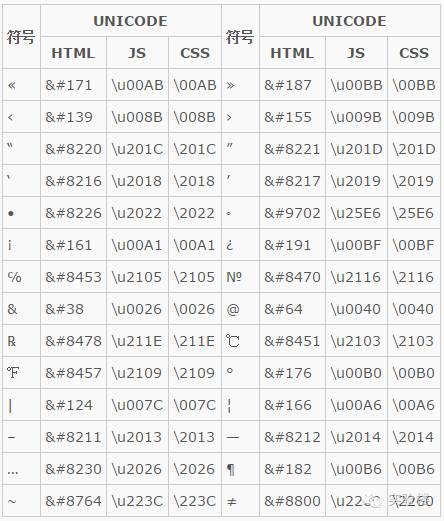 符号 UNICODE 符号 UNICODE
HTML JS CSS HTML JS CSS
« &#171 \u00AB \00AB » &#187 \u00BB \00BB
‹ &#139 \u008B \008B › &#155 \u009B \009B
“ &#8220 \u201C \201C ” &#8221 \u201D \201D
‘ &#8216 \u2018 \2018 ’ &#8217 \u2019 \2019
• &#8226 \u2022 \2022 ◦ &#9702 \u25E6 \25E6
¡ &#161 \u00A1 \00A1 ¿ &#191 \u00BF \00BF
℅ &#8453 \u2105 \2105 № &#8470 \u2116 \2116
& &#38 \u0026 \0026 @ &#64 \u0040 \0040
℞ &#8478 \u211E \211E ℃ &#8451 \u2103 \2103
℉ &#8457 \u2109 \2109 ° &#176 \u00B0 \00B0
| &#124 \u007C \007C ¦ &#166 \u00A6 \00A6
– &#8211 \u2013 \2013 — &#8212 \u2014 \2014
… &#8230 \u2026 \2026 ¶ &#182 \u00B6 \00B6
∼ &#8764 \u223C \223C ≠ &#8800 \2260